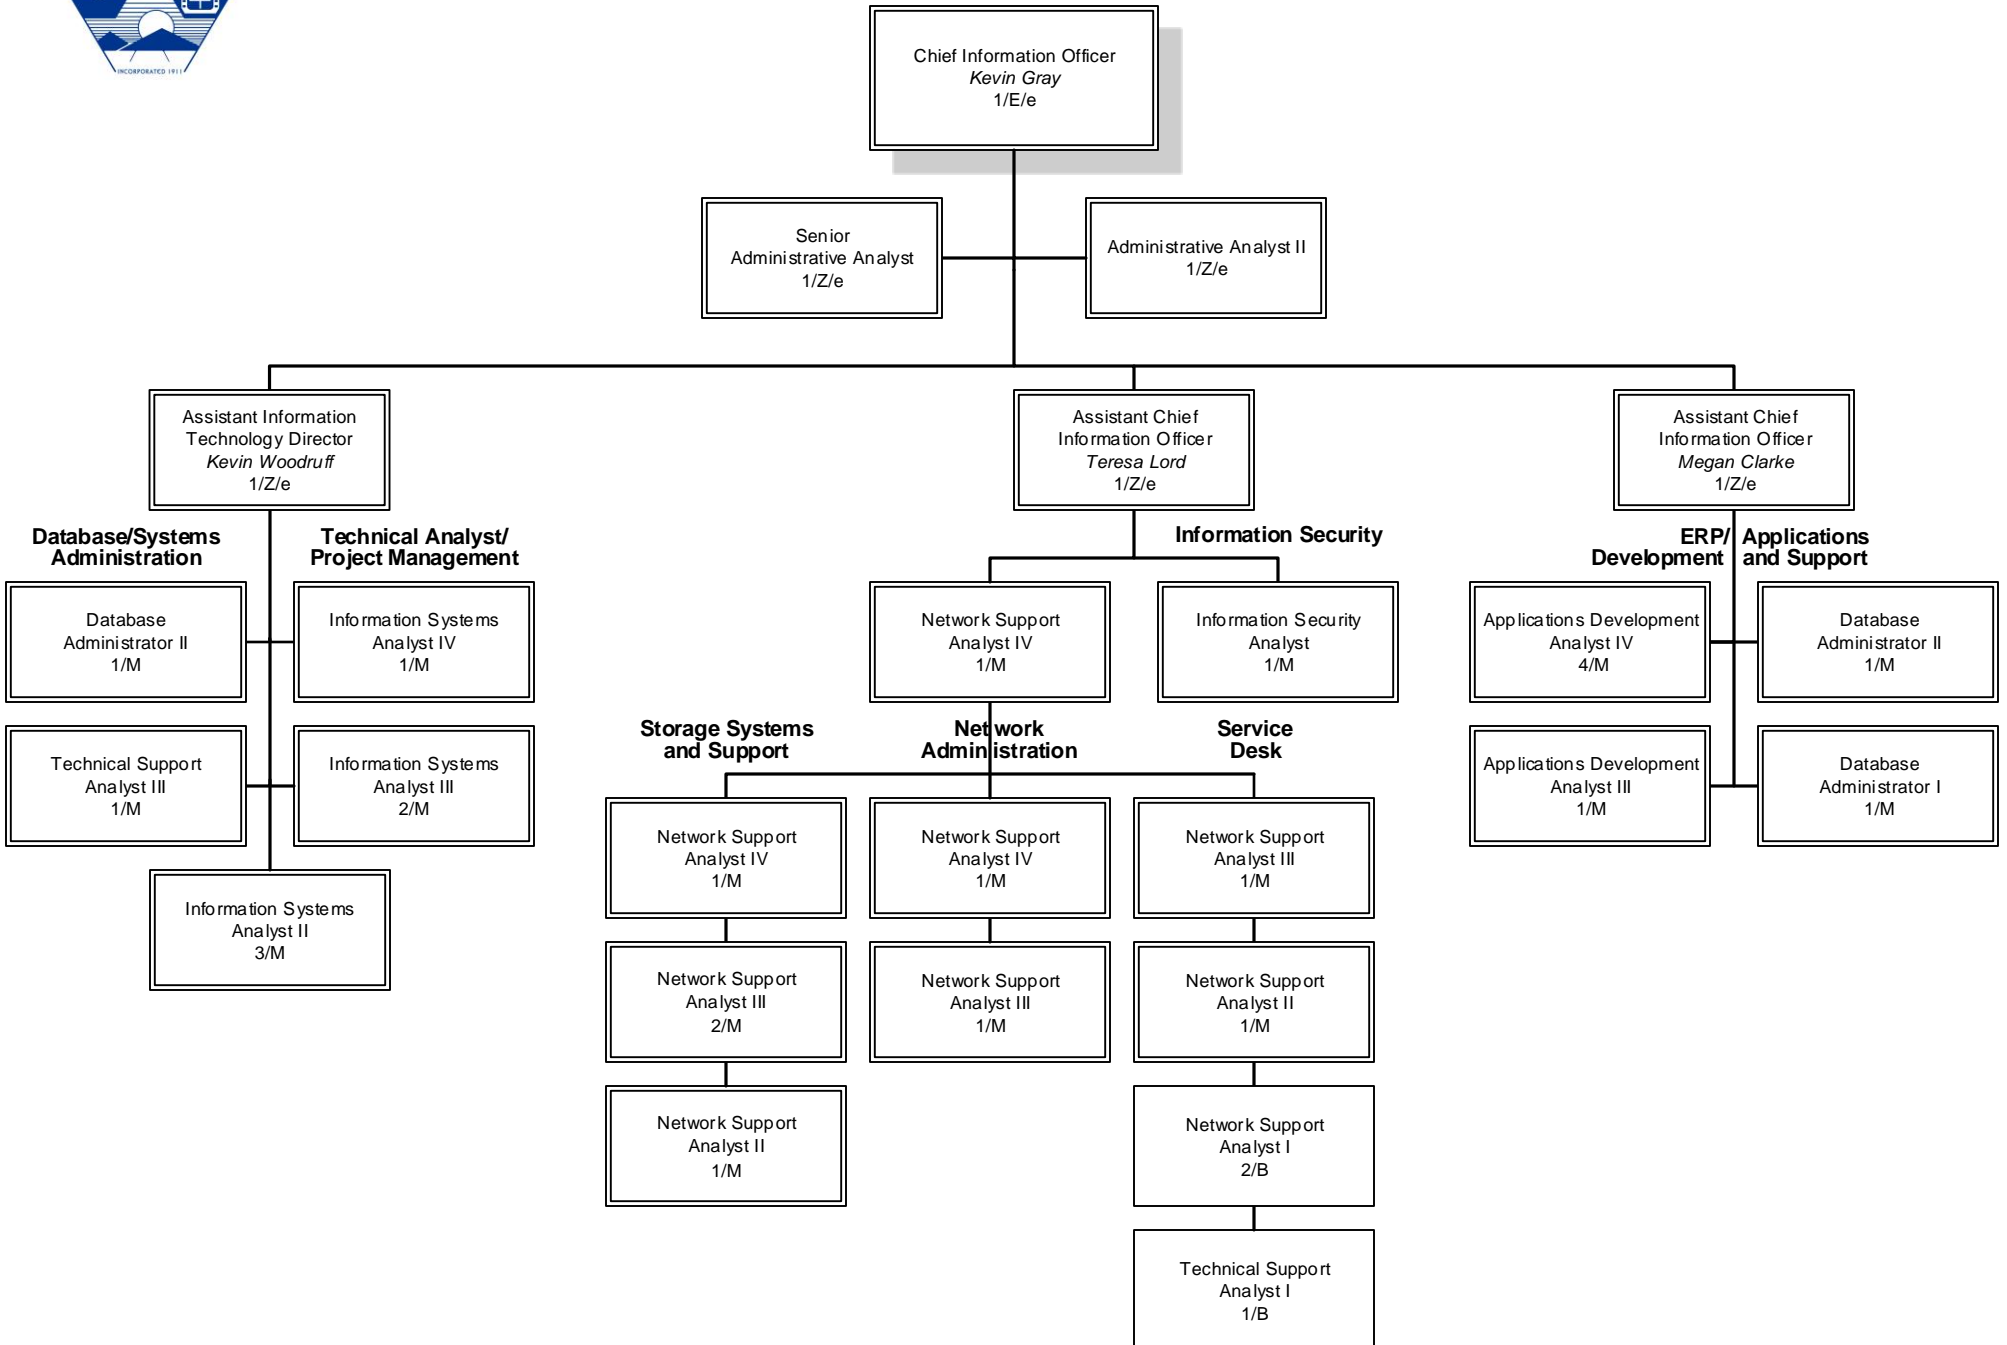 INCORPORATED 1911
Chief Information Officer
Kevin Gray
1/E/e
Senior
Administrative Analyst
1/Z/e
Administrative Analyst II
1/Z/e
Assistant Information
Technology Director
Kevin Woodruff
1/Z/e
Assistant Chief
Information Officer
Teresa Lord
1/Z/e
Assistant Chief
Information Officer
Megan Clarke
1/Z/e
Database/Systems
Administration
Technical Analyst/
Project Management
Information Security
ERP/
Development
Applications
and Support
Database
Administrator II
1/M
Information Systems
Analyst IV
1/M
Network Support
Analyst IV
1/M
Information Security
Analyst
1/M
Applications Development
Analyst IV
4/M
Database
Administrator II
1/M
Technical Support
Analyst III
1/M
Information Systems
Analyst III
2/M
Storage Systems
and Support
Network
Administration
Service
Desk
Applications Development
Analyst III
1/M
Database
Administrator I
1/M
Information Systems
Analyst II
3/M
Network Support
Analyst IV
1/M
Network Support
Analyst IV
1/M
Network Support
Analyst III
1/M
Network Support
Analyst III
2/M
Network Support
Analyst III
1/M
Network Support
Analyst II
1/M
Network Support
Analyst II
1/M
Network Support
Analyst I
2/B
Technical Support
Analyst I
1/B